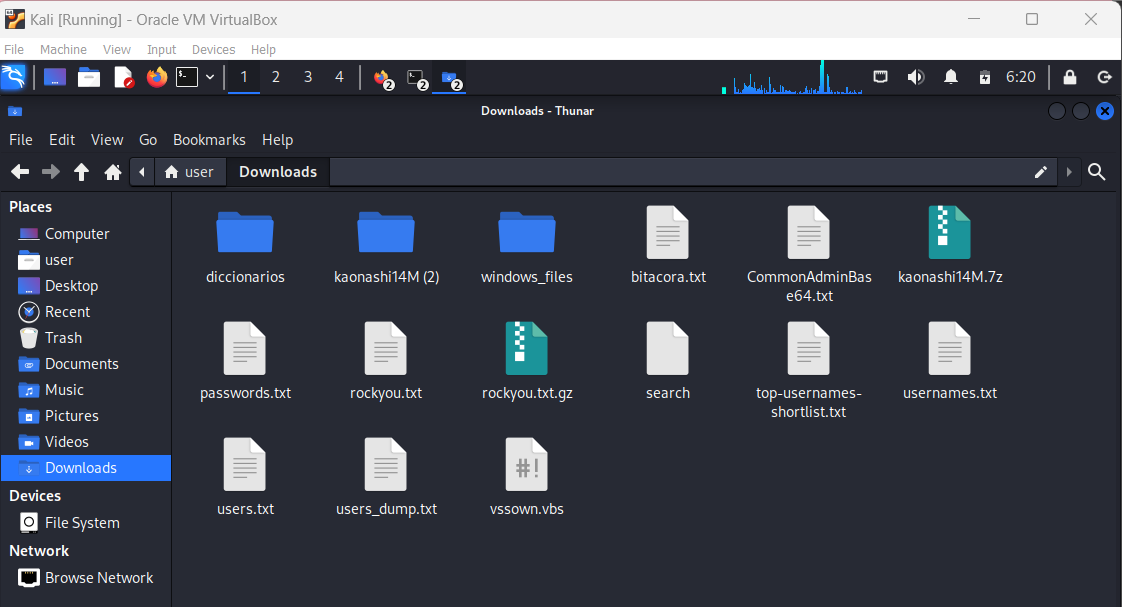 Kali [Running] - Oracle VM VirtualBox
File Machine View Input Devices Help
1 2 3 4 2 2 2 6:20
Downloads - Thunar
File Edit View Go Bookmarks Help
user Downloads
Places
Computer
user
Desktop
Recent
Trash
Documents
Music
Pictures
Videos
Downloads
Devices
File System
Network
Browse Network
diccionarios kaonashi14M (2) windows_files bitacora.txt CommonAdminBas kaonashi14M.7z
e64.txt
passwords.txt rockyou.txt rockyou.txt.gz search top-usernames- usernames.txt
shortlist.txt
#!
users.txt users_dump.txt vssown.vbs